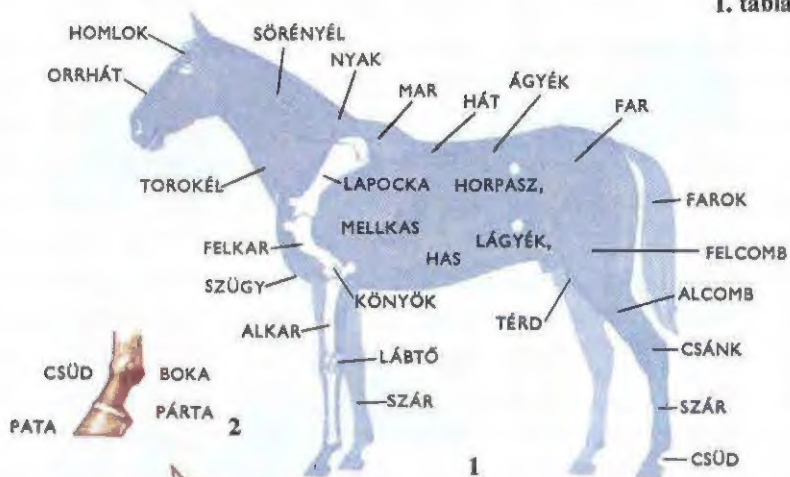 I. tábla
HOMLOK
SÖRÉNYÉL
ORRHÁT
NYAK
MAR
HÁT
ÁGYÉK
FAR
TOROKÉL
LAPOCKA
HORPASZ,
FAROK
MELLKAS
FELKAR
HAS
LÁGYÉK,
FELCOMB
SZÜGY
KÖNYÖK
ALCOMB
ALKAR
TÉRD
CSÜD
BOKA
LÁBTŐ
CSÁNK
PATA
PÁRTA
2
SZÁR
SZÁR
1
CSÜD